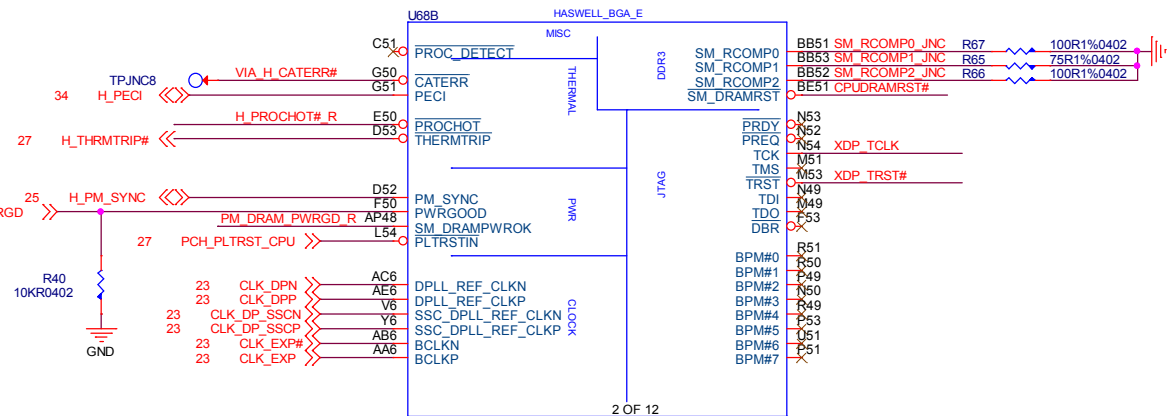 U68B HASWELL_BGA_E
MISC
C51 PROC_DETECT
TPJNC8 VIA_H_CATERR# G50 CATERR
34 H_PECI G51 PECI
H_PROCHOT#_R E50 PROCHOT
27 H_THRMTRIP# D53 THERMTRIP
25 H_PM_SYNC D52 PM_SYNC
RGD F50 PWRGOOD
PM_DRAM_PWRGD_R AP48 SM_DRAMPWROK
27 PCH_PLTRST_CPU L54 PLTRSTIN
R40
10KR0402
GND
23 CLK_DPN AC6 DPLL_REF_CLKN
23 CLK_DPP AE6 DPLL_REF_CLKP
23 CLK_DP_SSCN V6 SSC_DPLL_REF_CLKN
23 CLK_DP_SSCP Y6 SSC_DPLL_REF_CLKP
23 CLK_EXP# AB6 BCLKN
23 CLK_EXP AA6 BCLKP
THERMAL
PWR
CLOCK
DDR3
JTAG
SM_RCOMP0 BB51 SM_RCOMP0_JNC R67 100R1%0402
SM_RCOMP1 BB53 SM_RCOMP1_JNC R65 75R1%0402
SM_RCOMP2 BB52 SM_RCOMP2_JNC R66 100R1%0402
SM_DRAMRST BE51 CPUDRAMRST#
PRDY N53
PREQ N52
TCK N54 XDP_TCLK
TMS M51
TRST M53 XDP_TRST#
TDI N49
TDO M49
DBR F53
BPM#0 R51
BPM#1 R50
BPM#2 P49
BPM#3 N50
BPM#4 R49
BPM#5 P53
BPM#6 U51
BPM#7 P51
2 OF 12